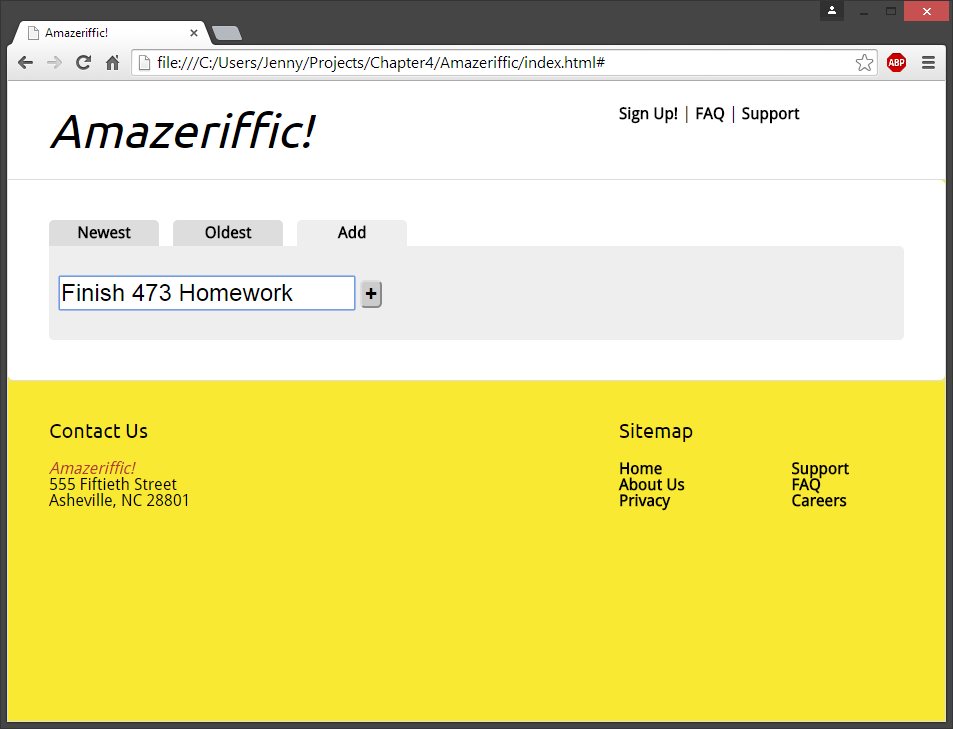 Amazeriffic!
file:///C:/Users/Jenny/Projects/Chapter4/Amazeriffic/index.html#
ABP
Amazeriffic!
Sign Up! | FAQ | Support
Newest Oldest Add
Finish 473 Homework +
Contact Us
Amazeriffic!
555 Fiftieth Street
Asheville, NC 28801
Sitemap
Home
About Us
Privacy
Support
FAQ
Careers